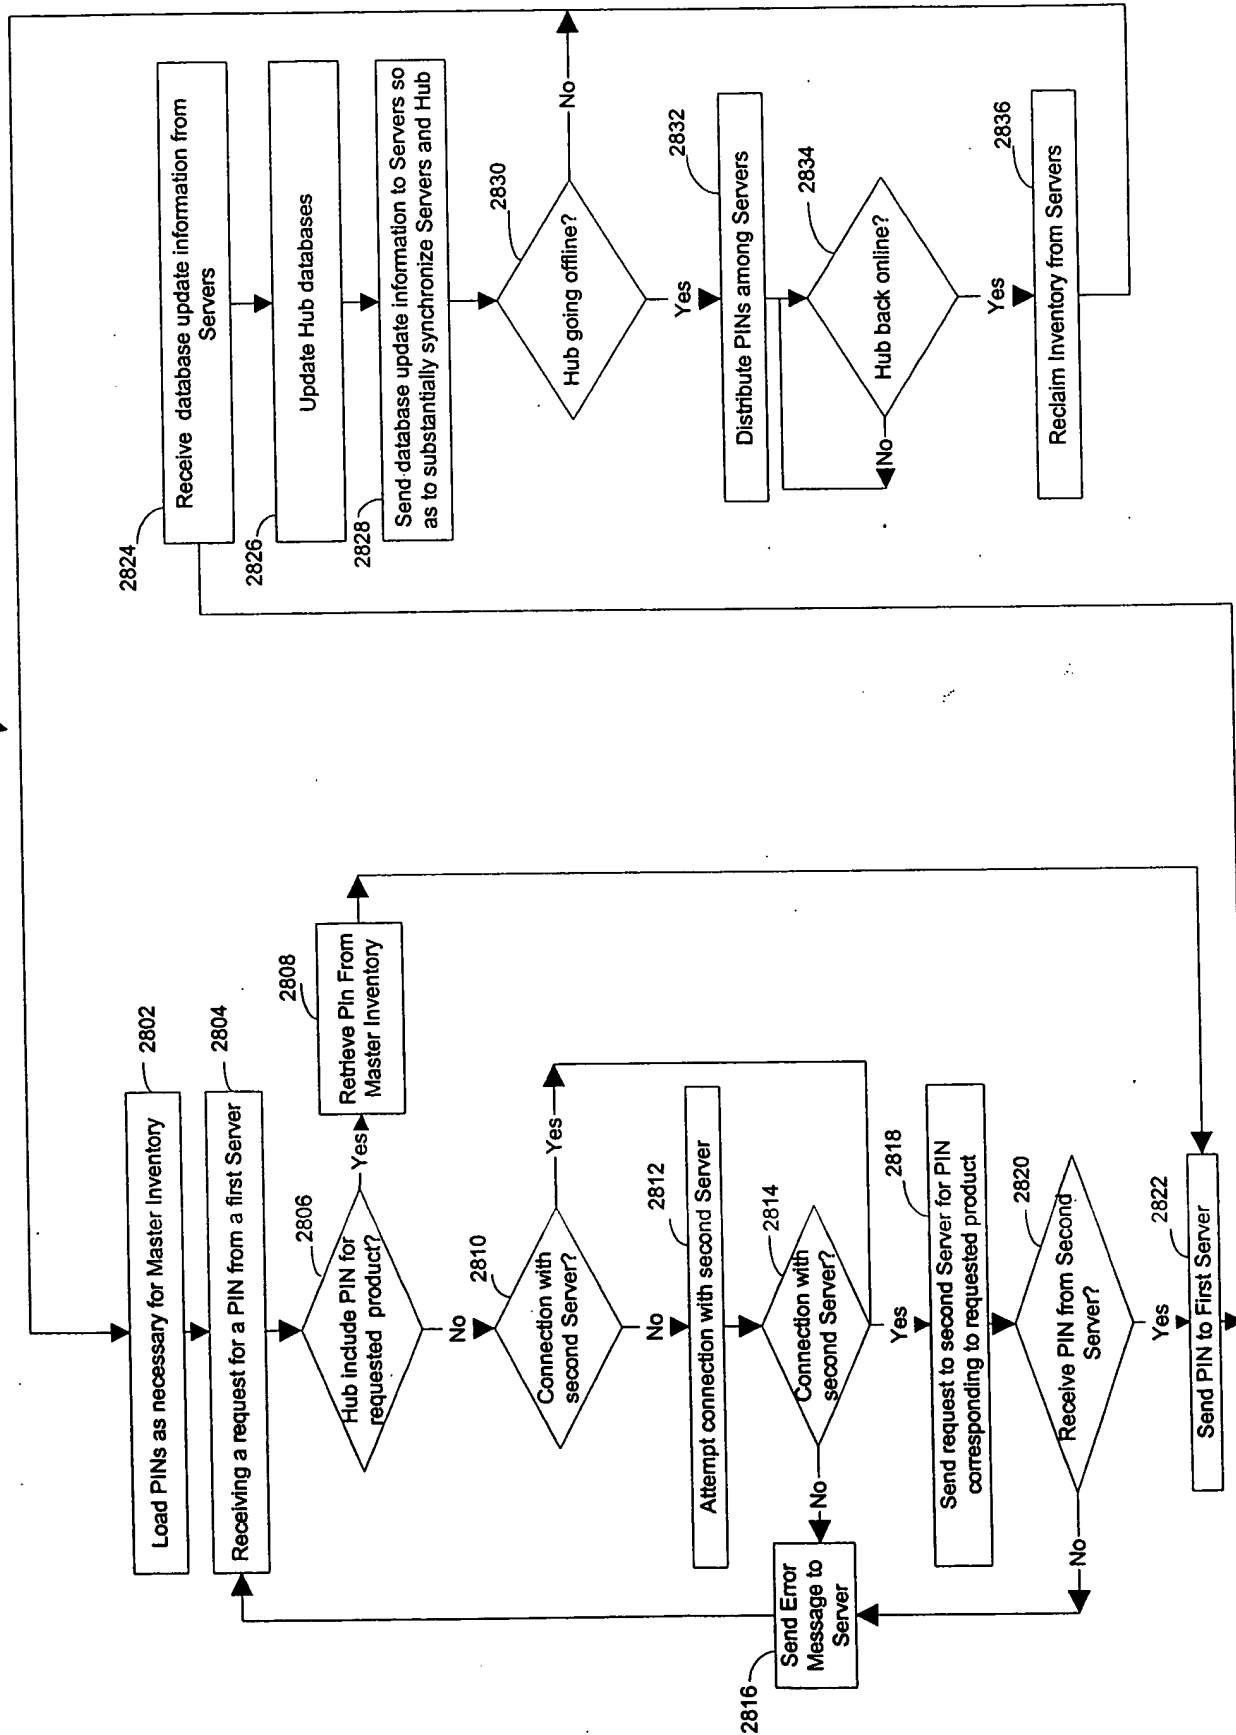 2802
Load PINs as necessary for Master Inventory
2804
Receiving a request for a PIN from a first Server
2806
Hub include PIN for
requested product?
Yes
2808
Retrieve Pin From
Master Inventory
No
2810
Connection with
second Server?
Yes
No
2812
Attempt connection with second Server
2814
Connection with
second Server?
No
2816
Send Error
Message to
Server
Yes
2818
Send request to second Server for PIN
corresponding to requested product
2820
Receive PIN from Second
Server?
No
Yes
2822
Send PIN to First Server
2824
Receive database update information from
Servers
2826
Update Hub databases
2828
Send database update information to Servers so
as to substantially synchronize Servers and Hub
2830
Hub going offline?
No
Yes
2832
Distribute PINs among Servers
2834
Hub back online?
No
Yes
2836
Reclaim Inventory from Servers